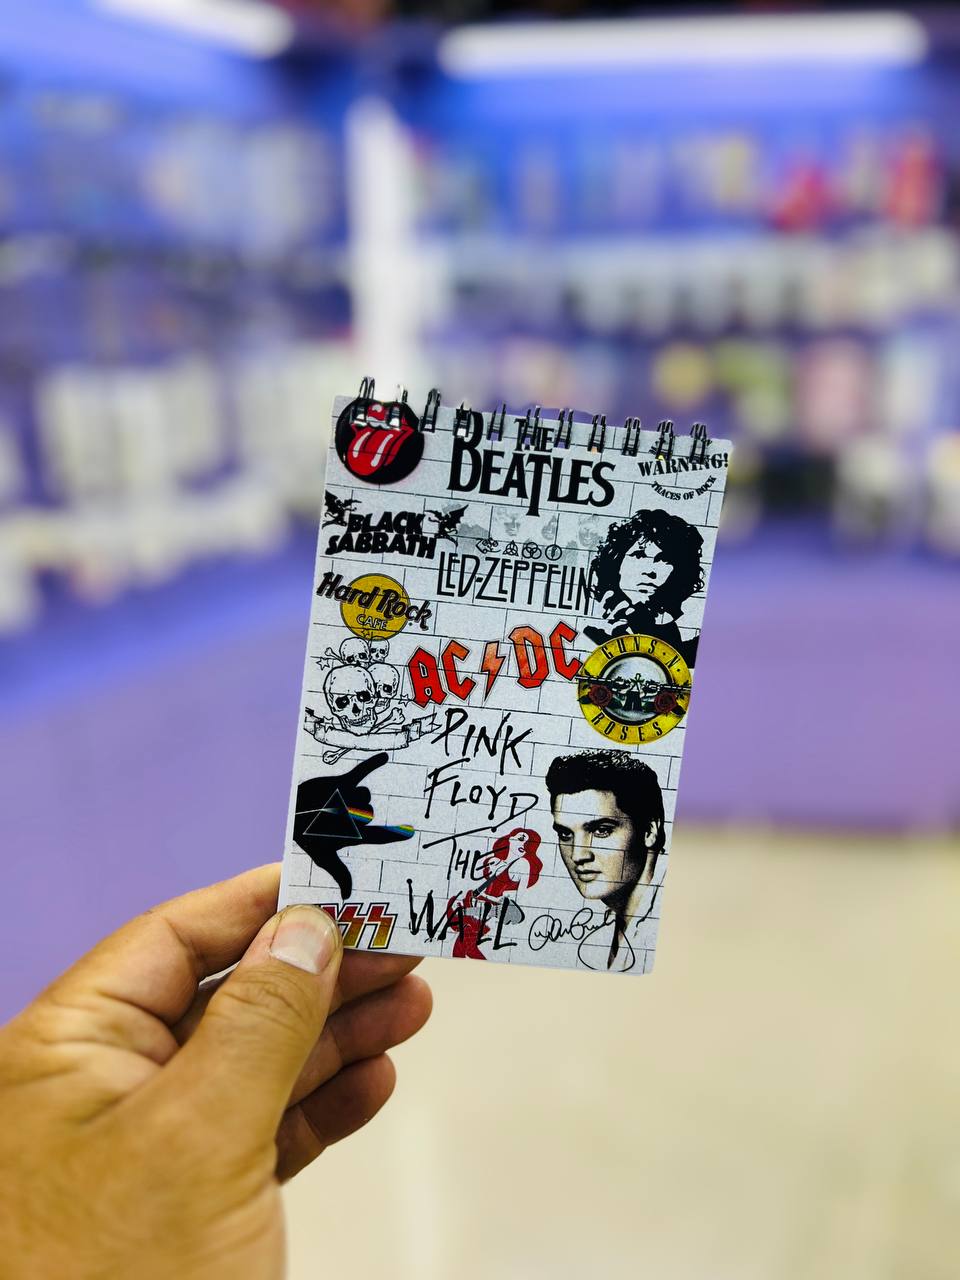 THE
BEATLES
WARNING!
TRACES OF ROCK
BLACK
SABBATH
LED-ZEPPELIN
Hard Rock
CAFE
AC DC
GUNS N
ROSES
PINK
FLOYD
THE
WALL
KISS